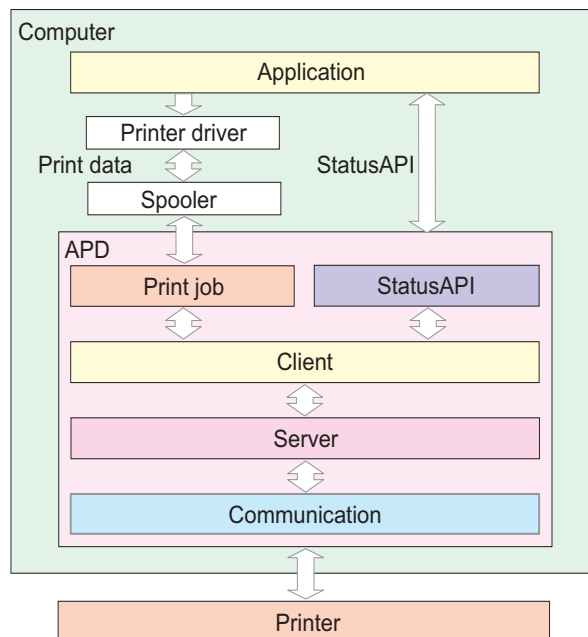 Computer
Application
Printer driver
Print data
StatusAPI
Spooler
APD
Print job
StatusAPI
Client
Server
Communication
Printer